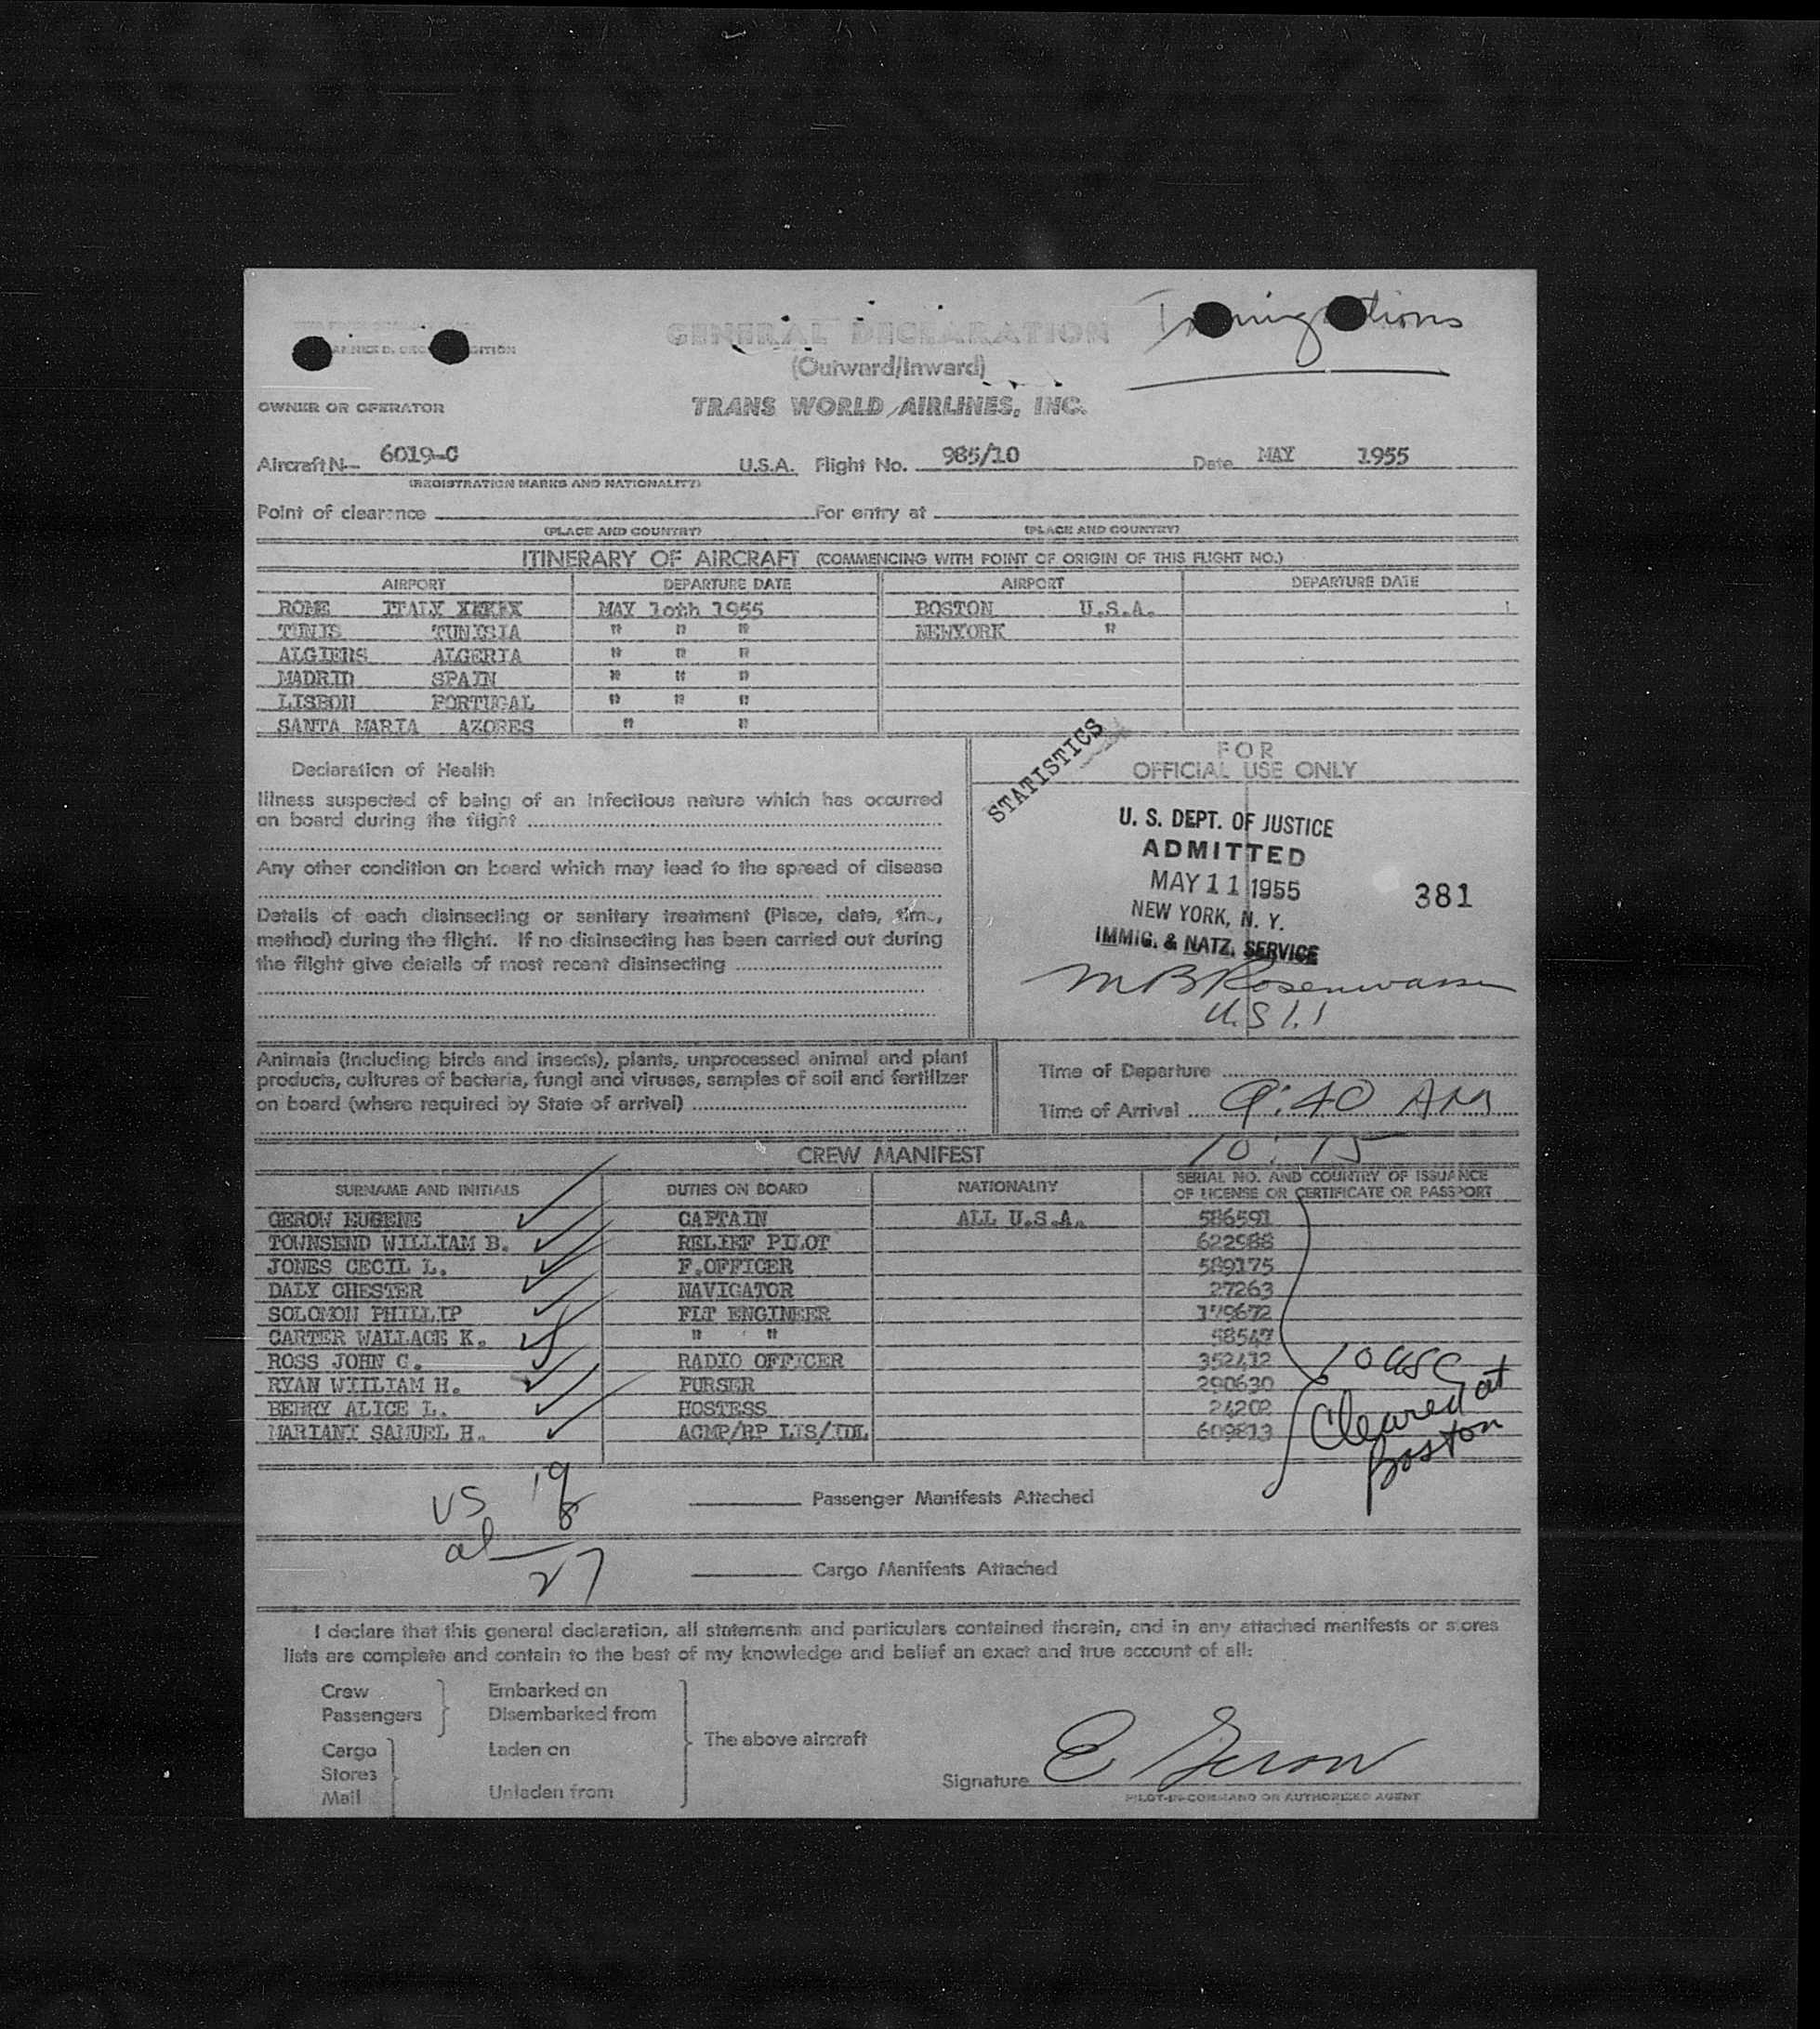 Immigrations
GENERAL DECLARATION
(Outward/Inward)
OWNER OR OPERATOR
TRANS WORLD AIRLINES, INC.
Aircraft N— 6019-C U.S.A. Flight No. 985/10 Date MAY 1955
(REGISTRATION MARKS AND NATIONALITY)
Point of clearance For entry at
(PLACE AND COUNTRY) (PLACE AND COUNTRY)
ITINERARY OF AIRCRAFT (COMMENCING WITH POINT OF ORIGIN OF THIS FLIGHT NO.)
AIRPORT DEPARTURE DATE AIRPORT DEPARTURE DATE
ROME ITALY MAY 10th 1955 BOSTON U.S.A.
TUNIS TUNISIA " " " NEWYORK "
ALGIERS ALGERIA " " "
MADRID SPAIN " " "
LISBON PORTUGAL " " "
SANTA MARIA AZORES " "
STATISTICS
FOR
OFFICIAL USE ONLY
Declaration of Health
Illness suspected of being of an infectious nature which has occurred
on board during the flight
Any other condition on board which may lead to the spread of disease
Details of each disinsecting or sanitary treatment (Place, date, time,
method) during the flight. If no disinsecting has been carried out during
the flight give details of most recent disinsecting
U. S. DEPT. OF JUSTICE
ADMITTED
MAY 11 1955 381
NEW YORK, N. Y.
IMMIG. & NATZ. SERVICE
M B Rosenwasser
U.S.I.I
Animals (including birds and insects), plants, unprocessed animal and plant
products, cultures of bacteria, fungi and viruses, samples of soil and fertilizer
on board (where required by State of arrival)
Time of Departure
Time of Arrival 9:40 AM
10:15
CREW MANIFEST
SURNAME AND INITIALS DUTIES ON BOARD NATIONALITY SERIAL NO. AND COUNTRY OF ISSUANCE
OF LICENSE OR CERTIFICATE OR PASSPORT
GEROW EUGENE CAPTAIN ALL U.S.A. 586591
TOWNSEND WILLIAM B. RELIEF PILOT 622988
JONES CECIL L. F.OFFICER 589175
DALY CHESTER NAVIGATOR 27263
SOLOMON PHILLIP FLT ENGINEER 179672
CARTER WALLACE K. " " 58547
ROSS JOHN C. RADIO OFFICER 352412
RYAN WIILIAM H. PURSER 290630
BERRY ALICE L. HOSTESS 24202
MARIANI SAMUEL H. ACMP/RP LIS/IDL 609813
10 USC
Cleared at
Boston
US 19
al 8
27
Passenger Manifests Attached
Cargo Manifests Attached
I declare that this general declaration, all statements and particulars contained therein, and in any attached manifests or stores
lists are complete and contain to the best of my knowledge and belief an exact and true account of all:
Crew Embarked on
Passengers Disembarked from
The above aircraft
Cargo Laden on
Stores
Mail Unladen from
Signature E Gerow
PILOT-IN-COMMAND OR AUTHORIZED AGENT